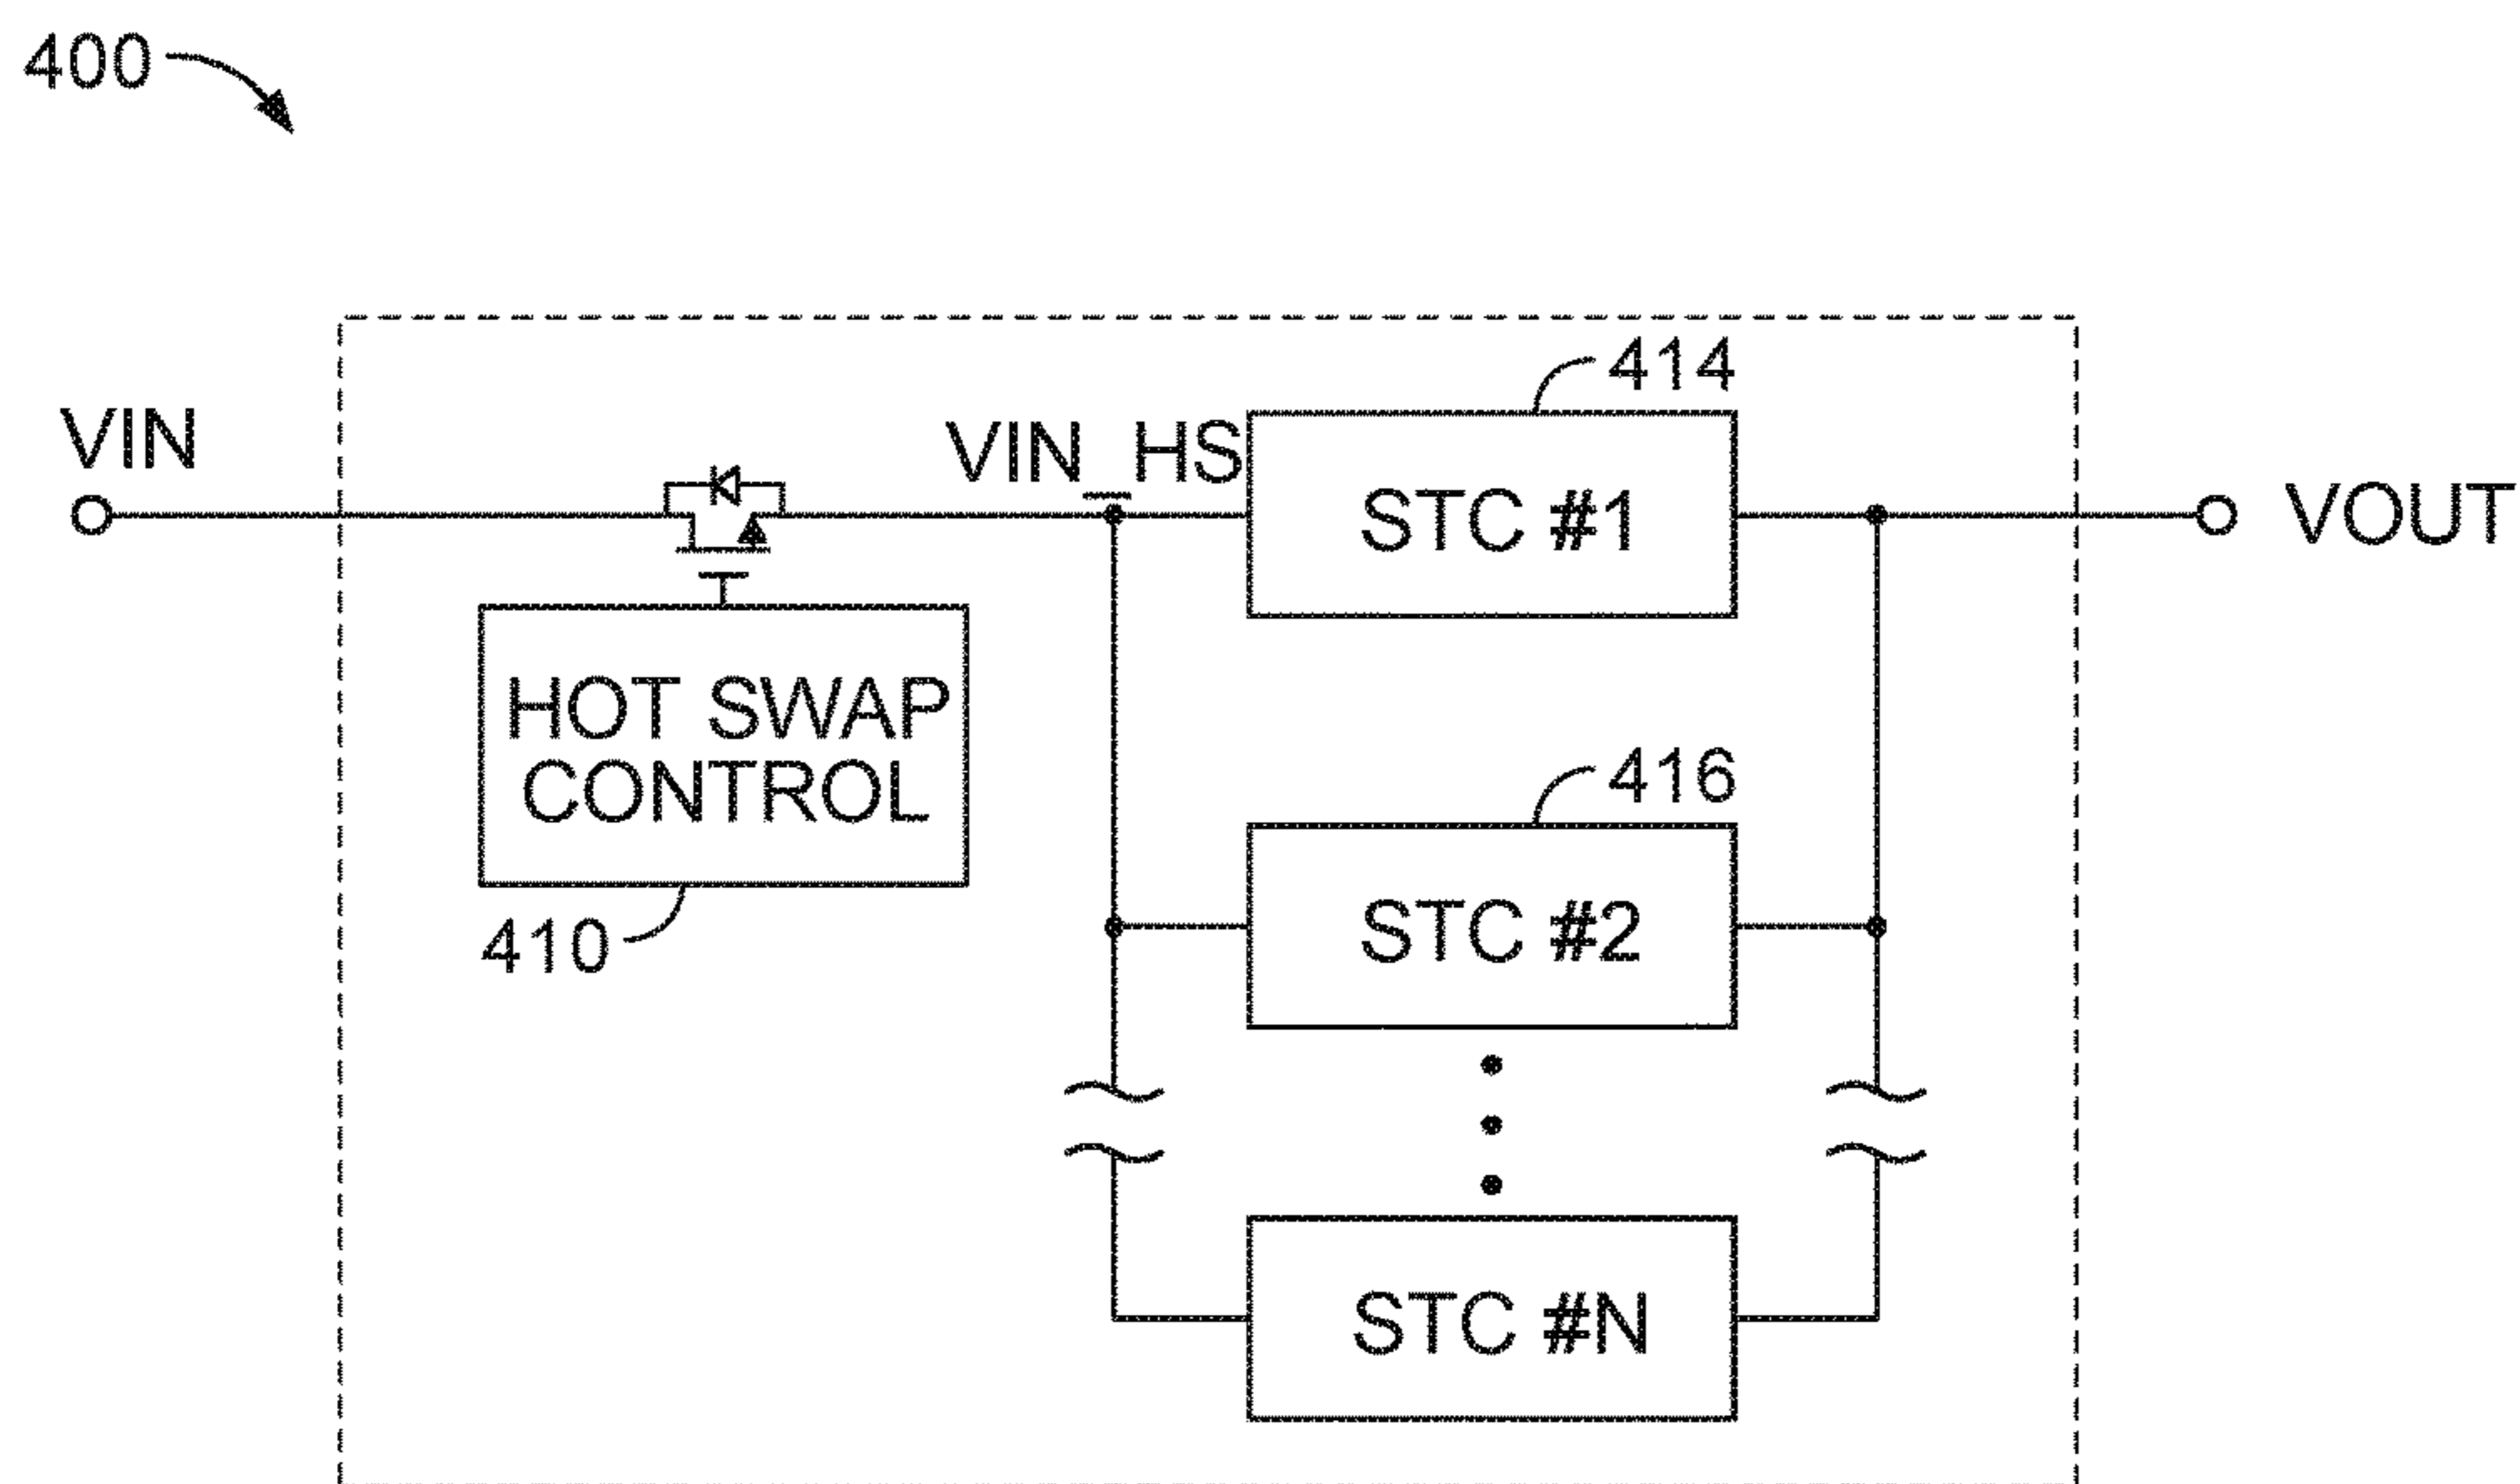 400
414
VIN
VIN_HS
STC #1
VOUT
HOT SWAP
CONTROL
416
410
STC #2
STC #N